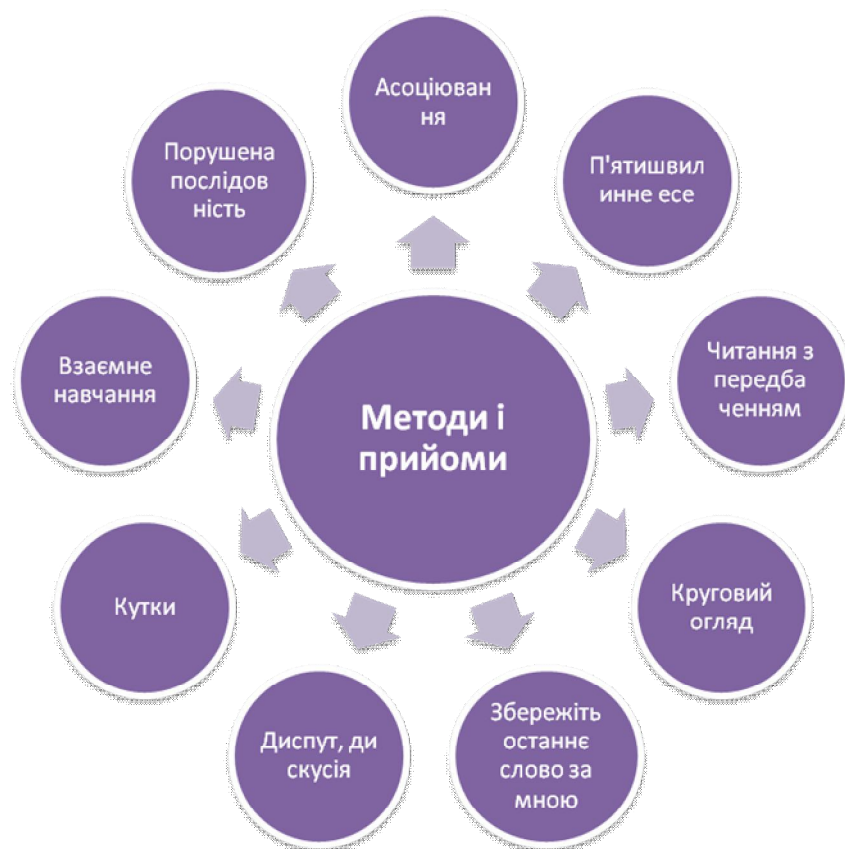 Асоціюван
ня
П'ятишвил
инне есе
Читання з
передба
ченням
Круговий
огляд
Збережіть
останнє
слово за
мною
Диспут, ди
скусія
Кутки
Взаємне
навчання
Порушена
послідов
ність
Методи і
прийоми